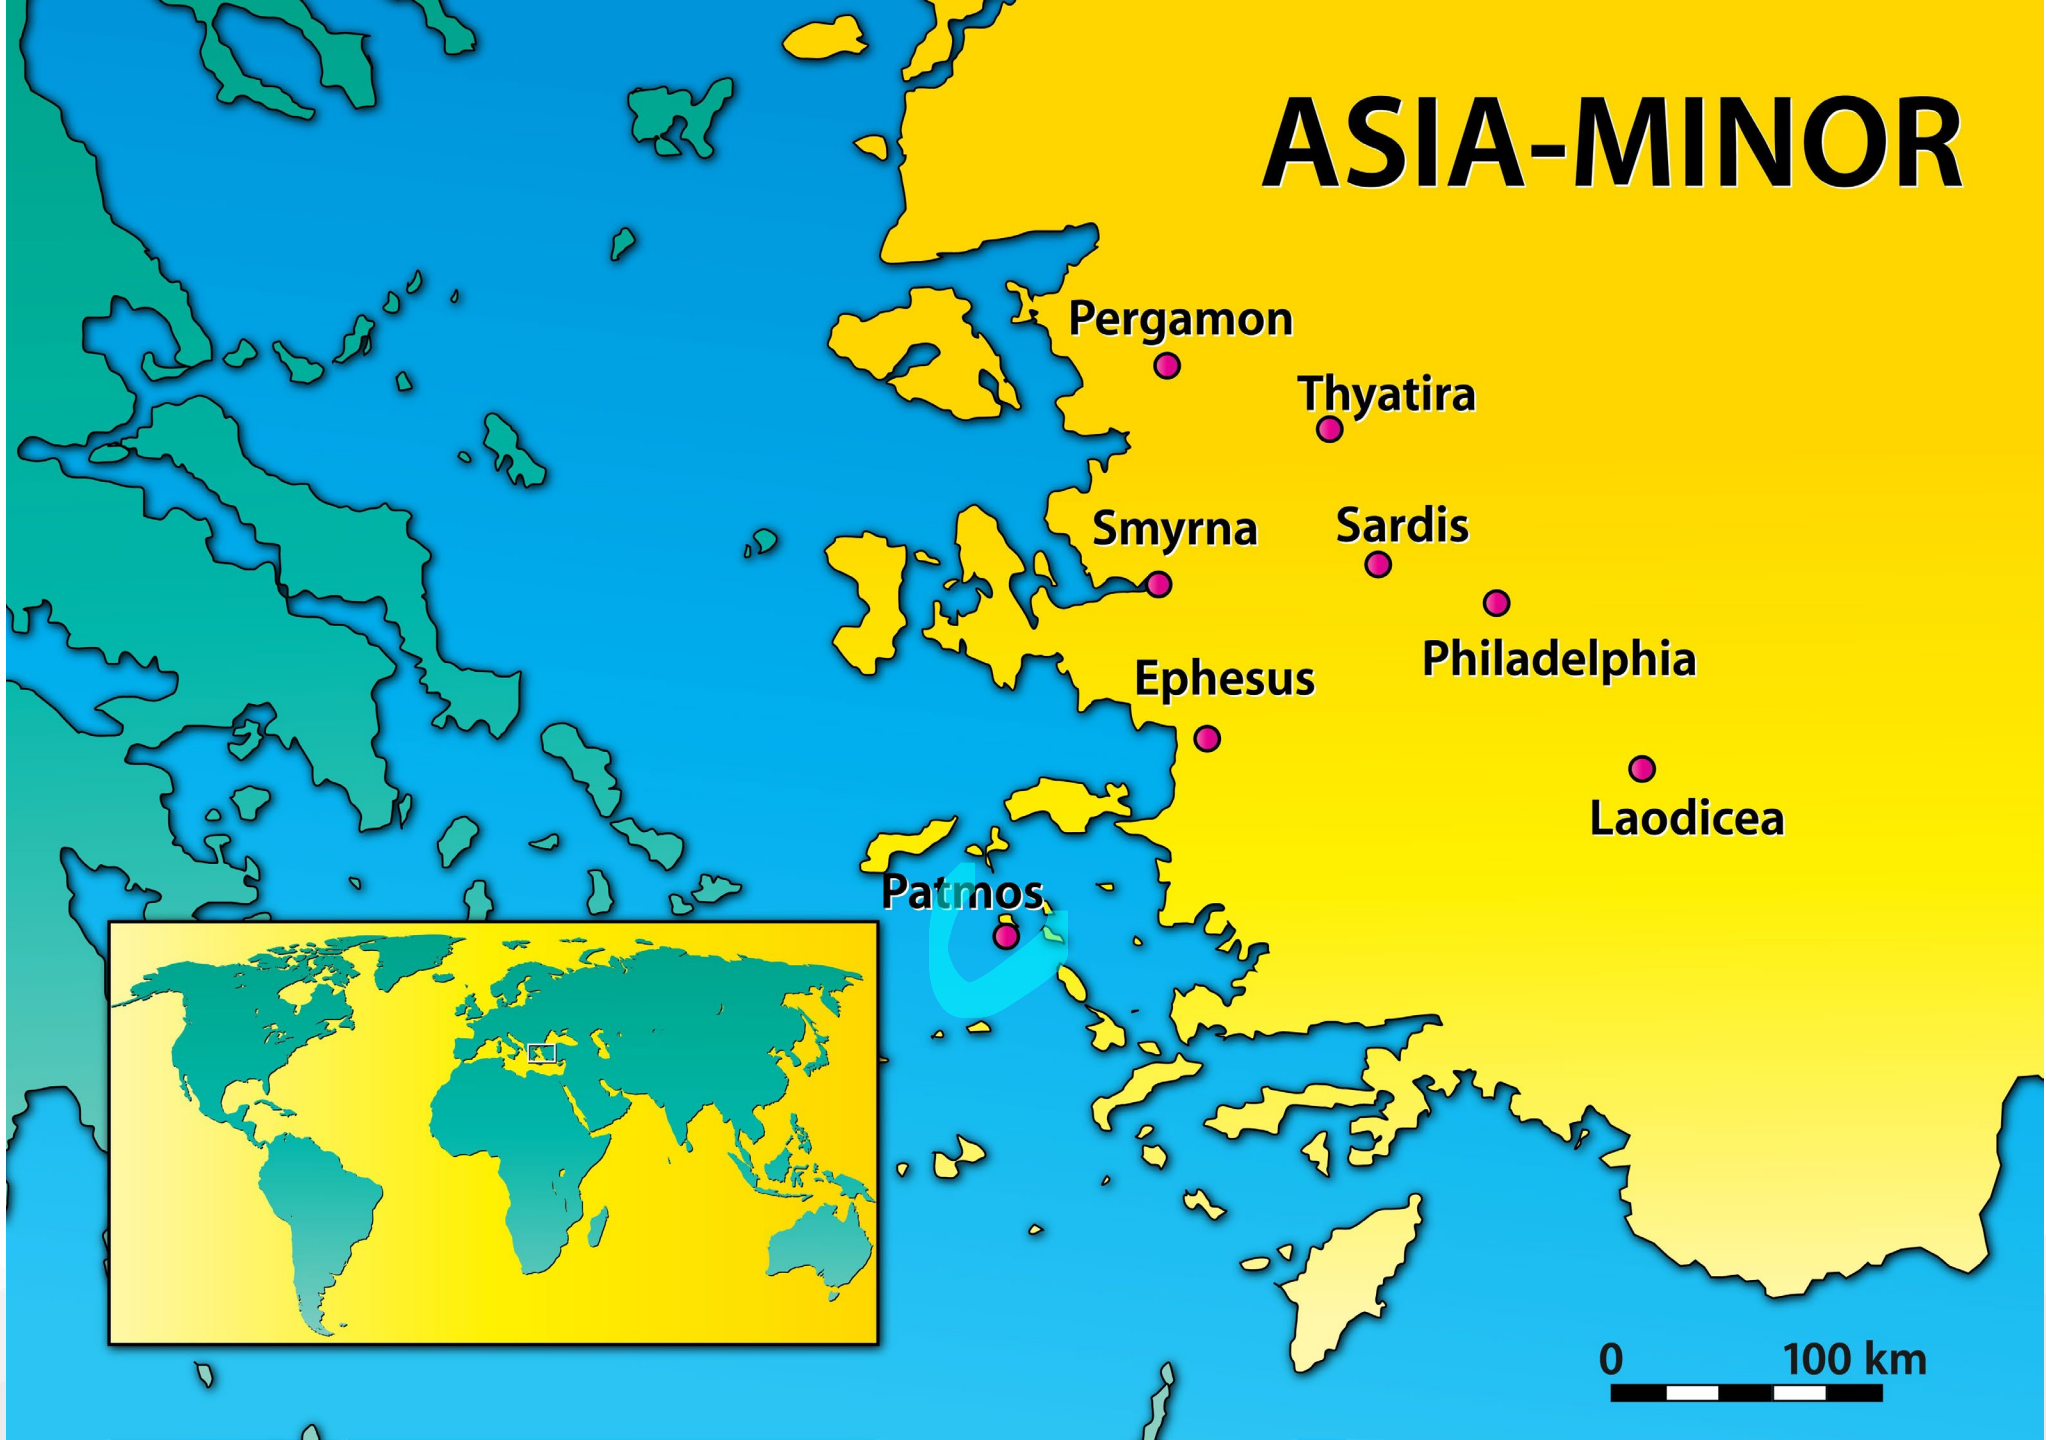 ASIA-MINOR
Pergamon
Thyatira
Smyrna
Sardis
Philadelphia
Ephesus
Laodicea
Patmos
0 100 km